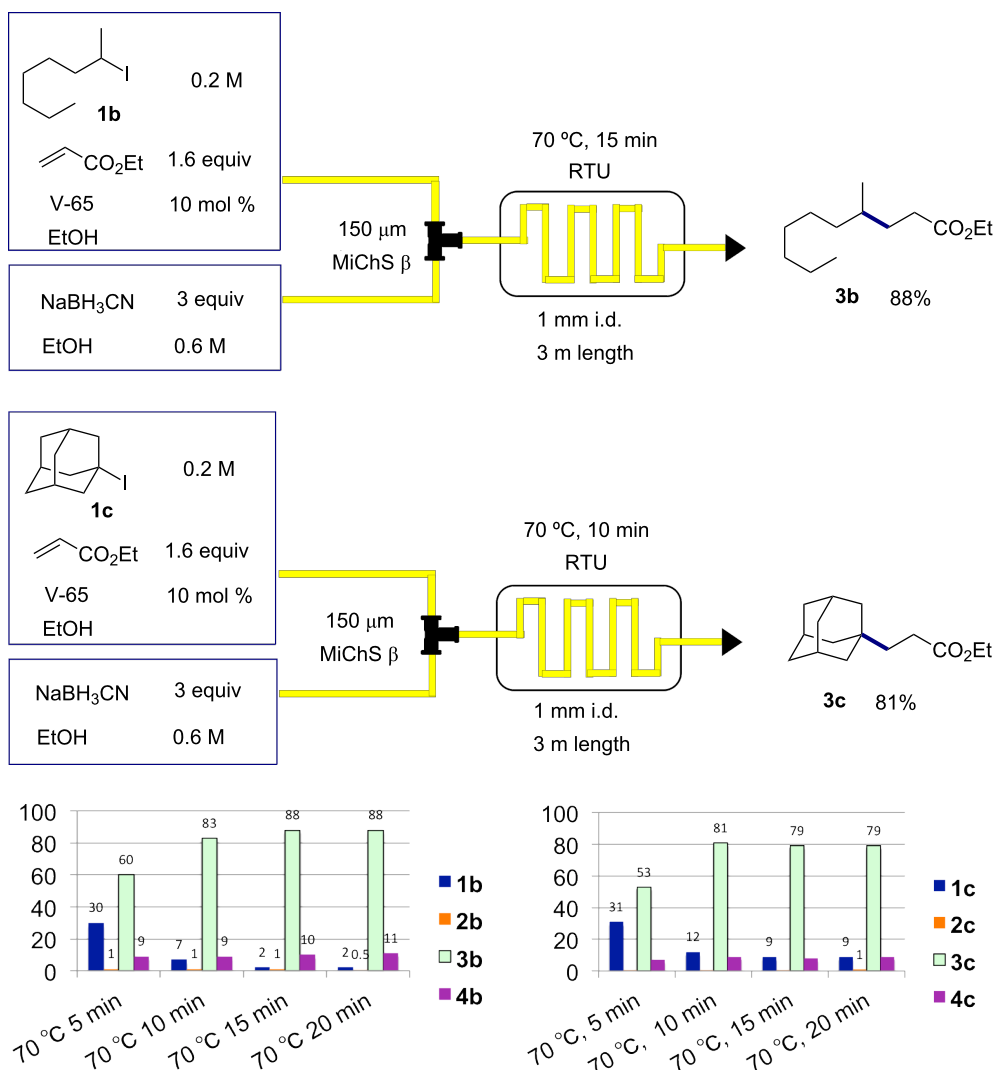 I
0.2 M
1b
CO2Et 1.6 equiv
V-65 10 mol %
EtOH
NaBH3CN 3 equiv
EtOH 0.6 M
150 μm
MiChS β
70 ºC, 15 min
RTU
1 mm i.d.
3 m length
CO2Et
3b 88%
I
0.2 M
1c
CO2Et 1.6 equiv
V-65 10 mol %
EtOH
NaBH3CN 3 equiv
EtOH 0.6 M
150 μm
MiChS β
70 ºC, 10 min
RTU
1 mm i.d.
3 m length
CO2Et
3c 81%
100
80
60
40
20
0
30 1 60 9
7 1 83 9
2 1 88 10
2 0.5 88 11
70 °C 5 min
70 °C 10 min
70 °C 15 min
70 °C 20 min
1b
2b
3b
4b
100
80
60
40
20
0
31 53
12 81
9 79
9 1 79
70 °C, 5 min
70 °C, 10 min
70 °C, 15 min
70 °C, 20 min
1c
2c
3c
4c